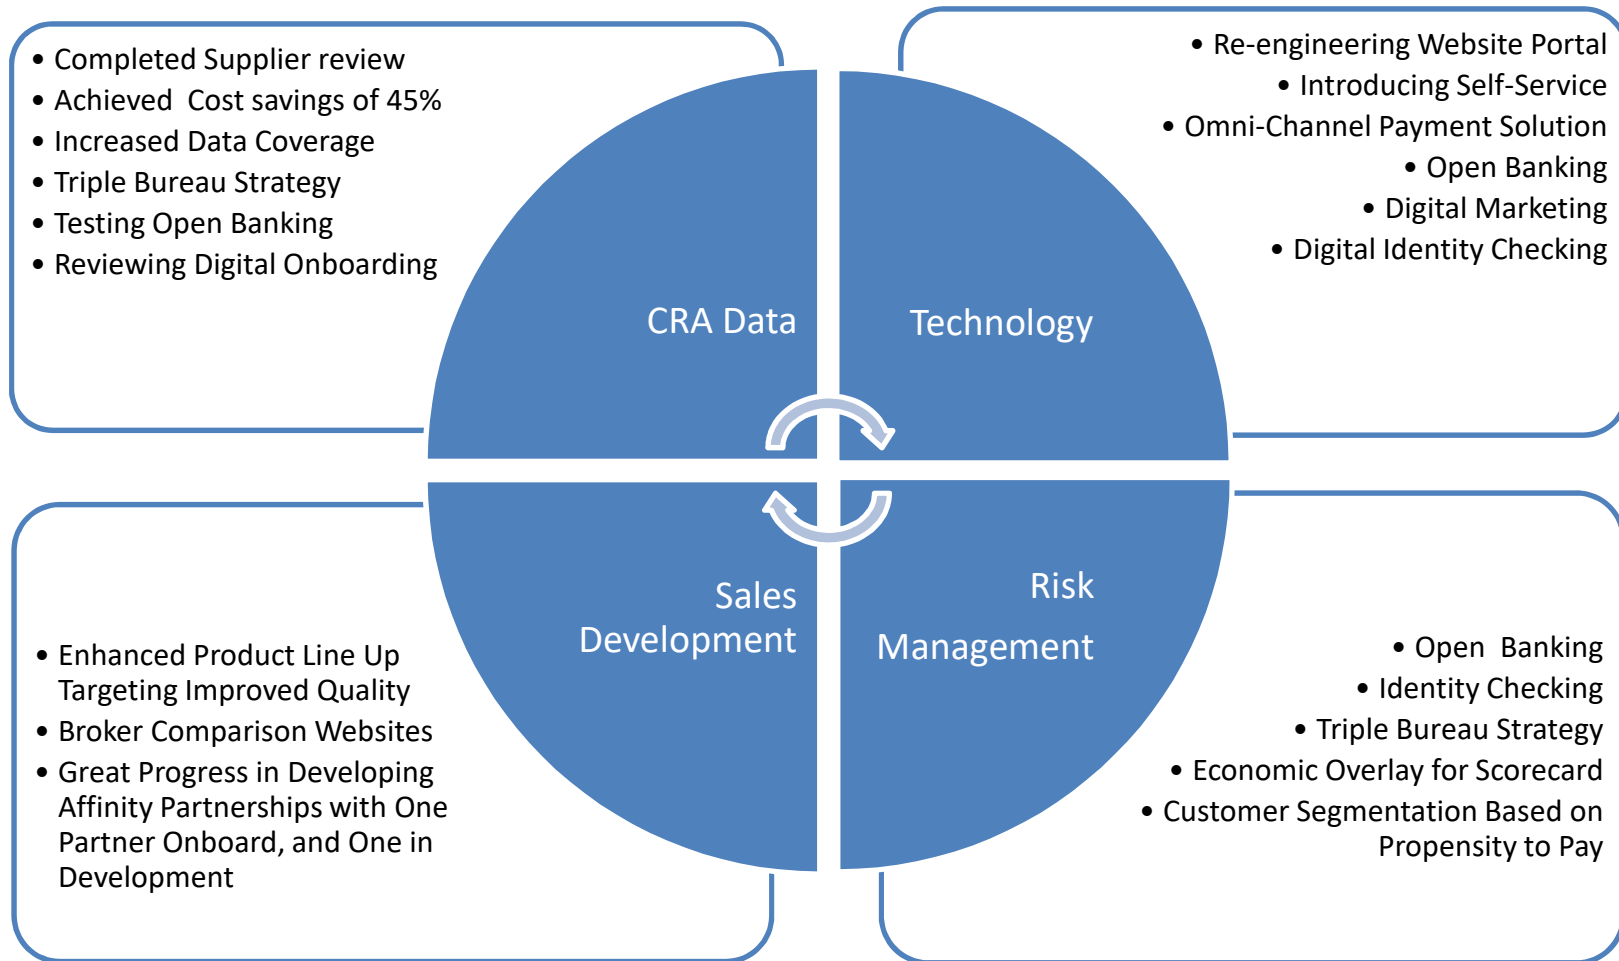 • Completed Supplier review
• Achieved  Cost savings of 45%
• Increased Data Coverage
• Triple Bureau Strategy
• Testing Open Banking
• Reviewing Digital Onboarding
CRA Data
• Re-engineering Website Portal
• Introducing Self-Service
• Omni-Channel Payment Solution
• Open Banking
• Digital Marketing
• Digital Identity Checking
Technology
Sales
Development
• Enhanced Product Line Up
Targeting Improved Quality
• Broker Comparison Websites
• Great Progress in Developing
Affinity Partnerships with One
Partner Onboard, and One in
Development
Risk
Management
• Open  Banking
• Identity Checking
• Triple Bureau Strategy
• Economic Overlay for Scorecard
• Customer Segmentation Based on
Propensity to Pay